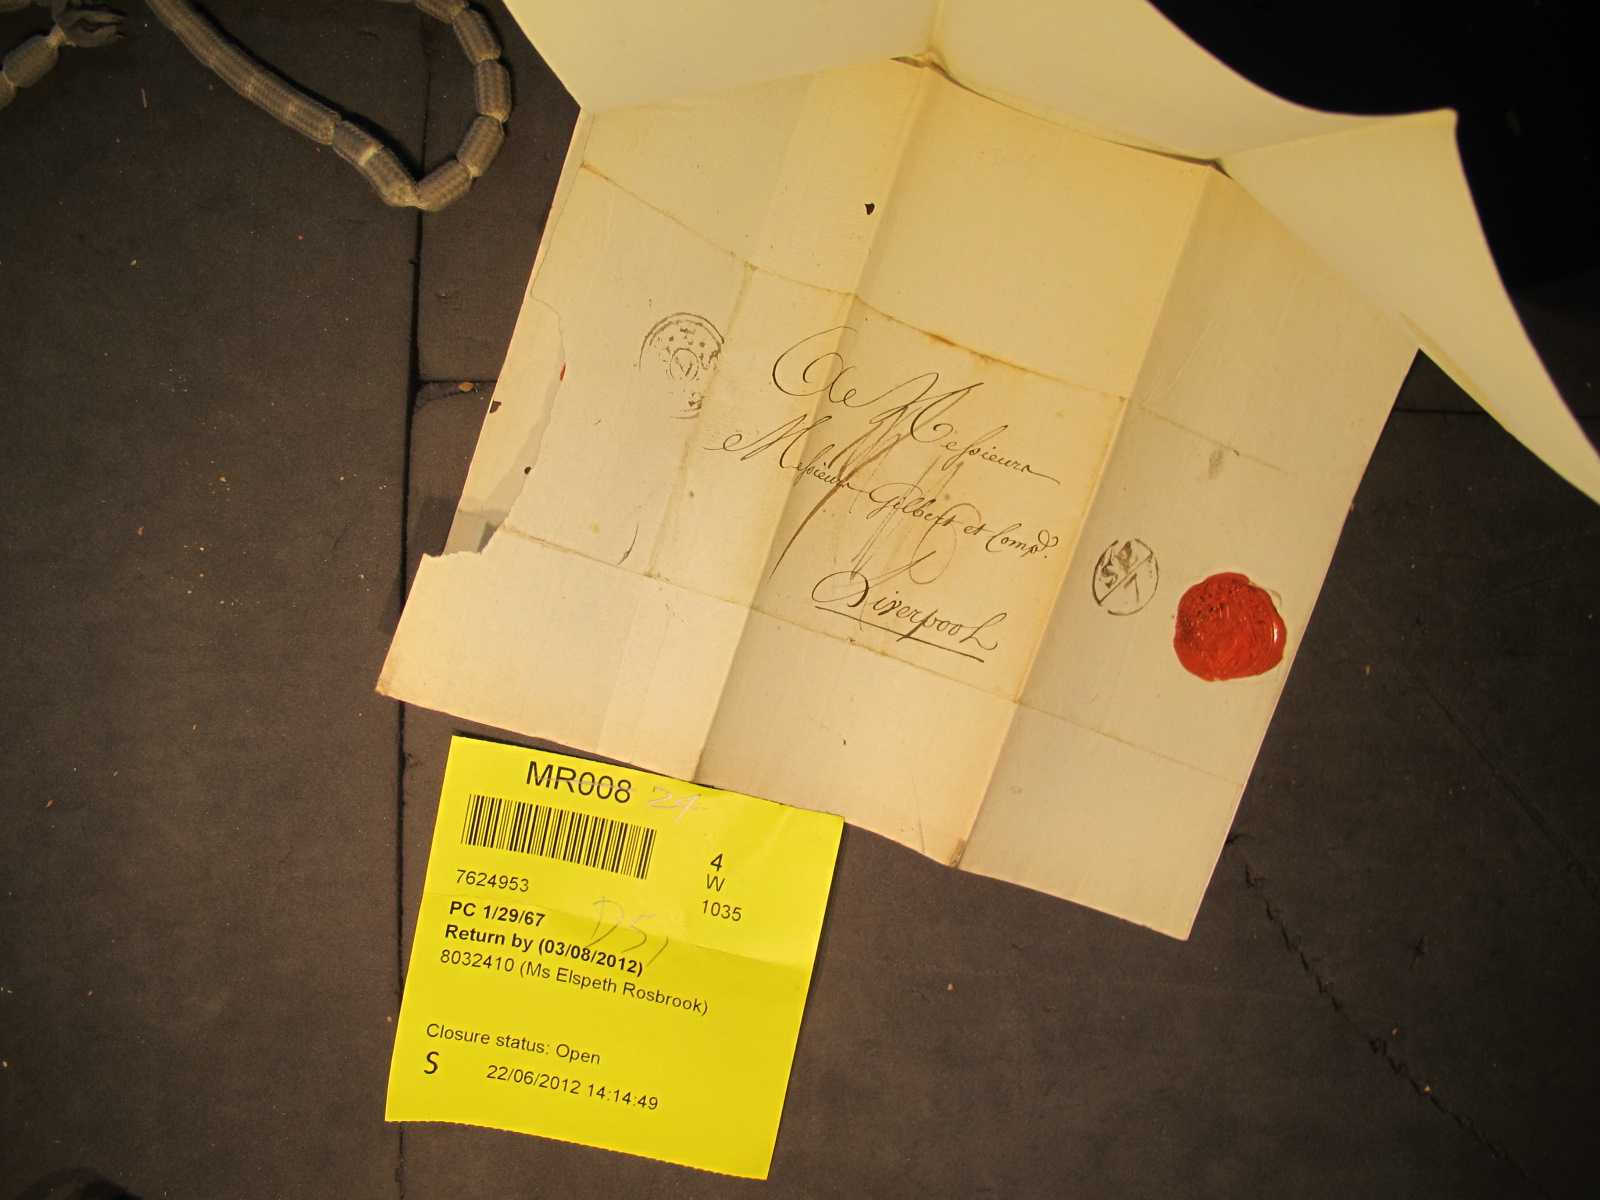 A Messieurs
Messieurs Gilbert et Comp.
Liverpool
MR008 24
4
W
1035
7624953
PC 1/29/67
Return by (03/08/2012)
8032410 (Ms Elspeth Rosbrook)
Closure status: Open
S 22/06/2012 14:14:49